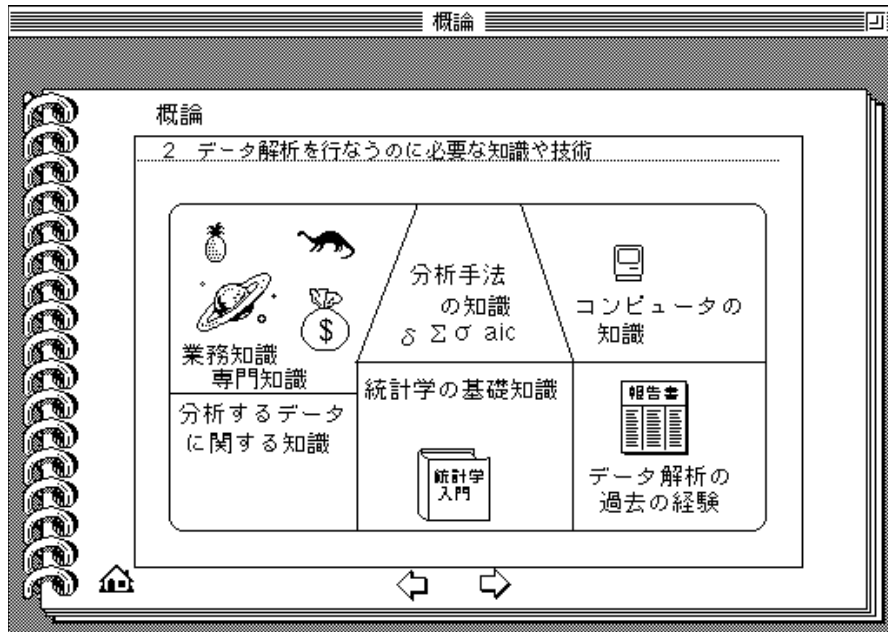 概論
概論
2 データ解析を行なうのに必要な知識や技術
業務知識
専門知識
分析手法
の知識
δ Σ σ aic
コンピュータの
知識
分析するデータ
に関する知識
統計学の基礎知識
統計学
入門
報告書
データ解析の
過去の経験
$